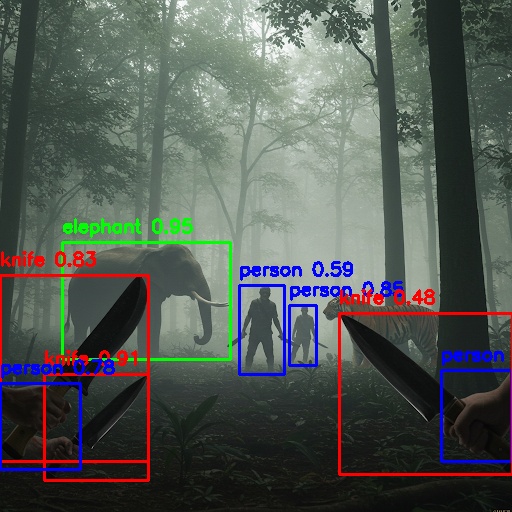 elephant 0.95
knife 0.83
person 0.59
person 0.85
knife 0.48
knife 0.91
person 0.78
person